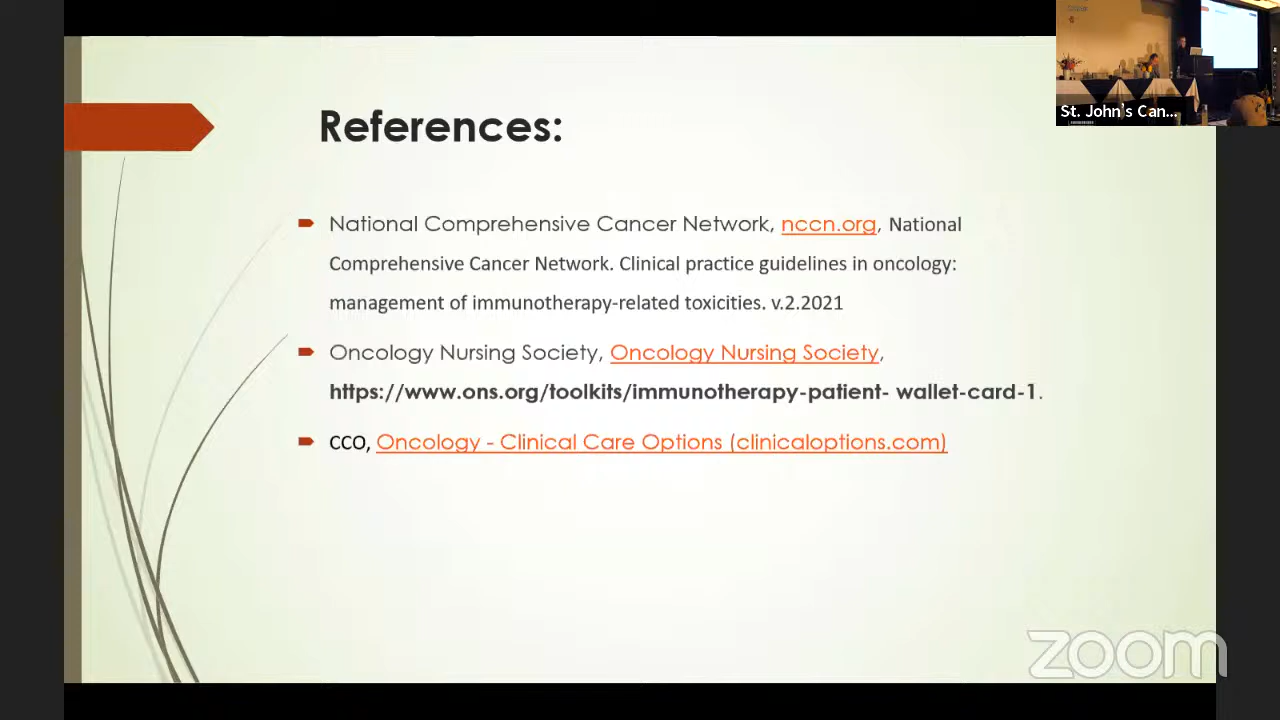 References:
National Comprehensive Cancer Network, nccn.org, National
Comprehensive Cancer Network. Clinical practice guidelines in oncology:
management of immunotherapy-related toxicities. v.2.2021
Oncology Nursing Society, Oncology Nursing Society,
https://www.ons.org/toolkits/immunotherapy-patient- wallet-card-1.
CCO, Oncology - Clinical Care Options (clinicaloptions.com)
St. John's Can...
zoom